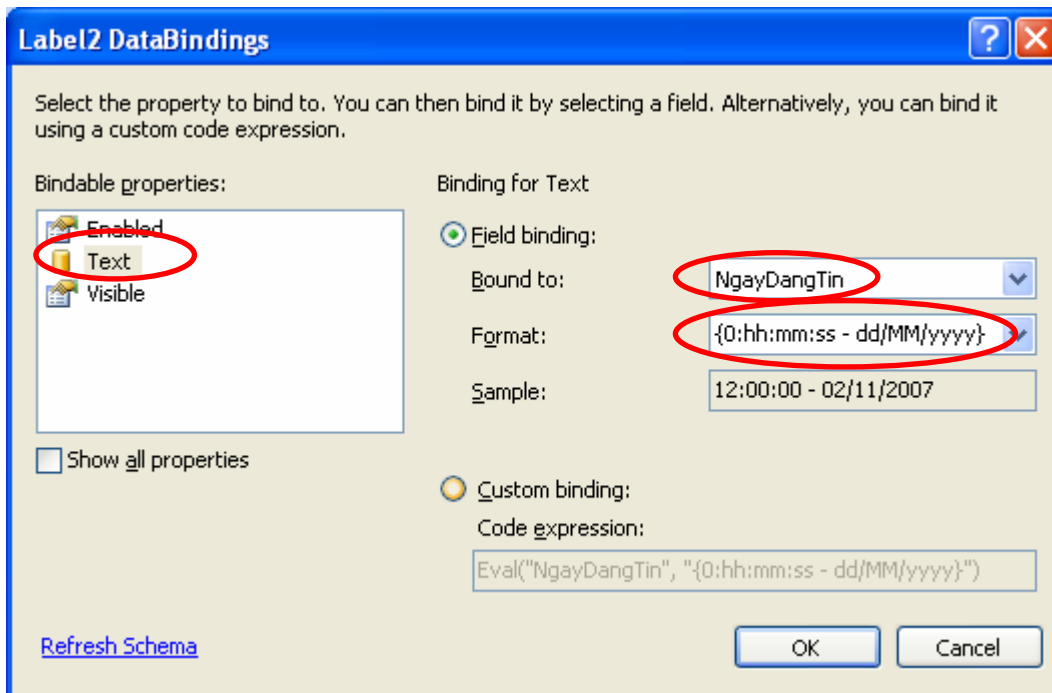 Label2 DataBindings
Select the property to bind to. You can then bind it by selecting a field. Alternatively, you can bind it
using a custom code expression.
Bindable properties:
Enabled
Text
Visible
Show all properties
Binding for Text
Field binding:
Bound to: NgayDangTin
Format: {0:hh:mm:ss - dd/MM/yyyy}
Sample: 12:00:00 - 02/11/2007
Custom binding:
Code expression:
Eval("NgayDangTin", "{0:hh:mm:ss - dd/MM/yyyy}")
Refresh Schema
OK
Cancel